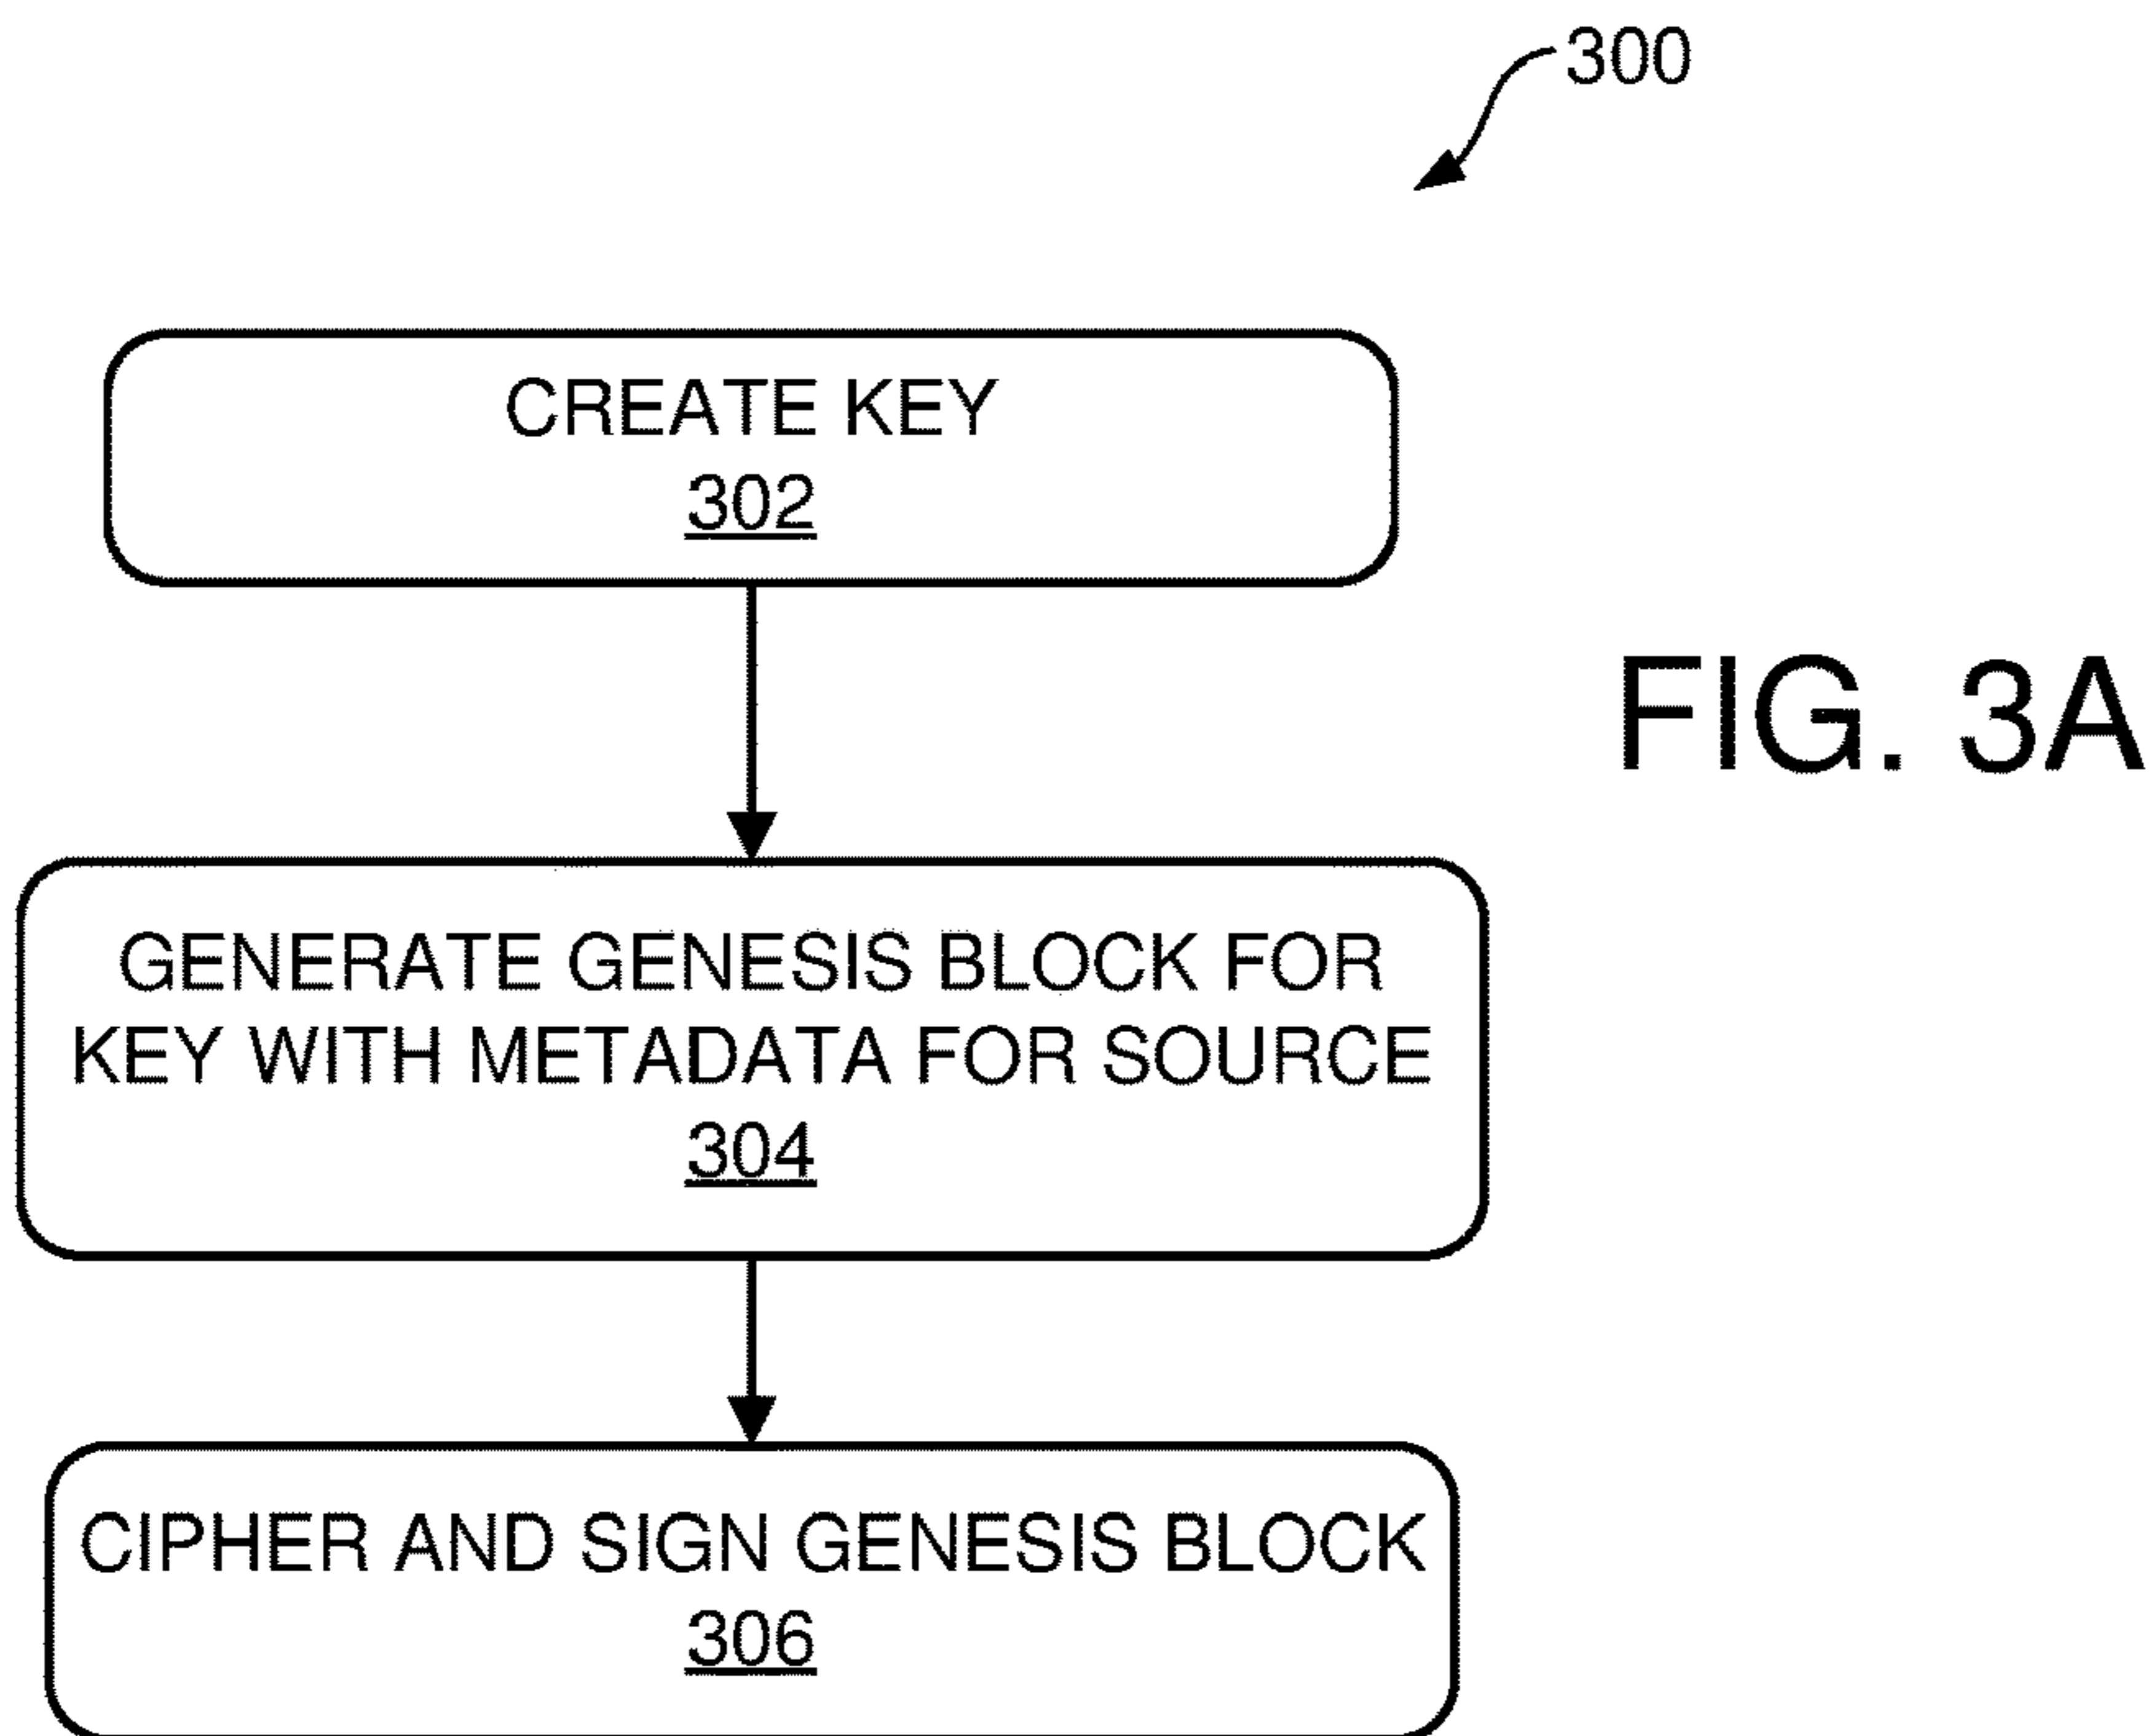 300
CREATE KEY
302
FIG. 3A
GENERATE GENESIS BLOCK FOR
KEY WITH METADATA FOR SOURCE
304
CIPHER AND SIGN GENESIS BLOCK
306